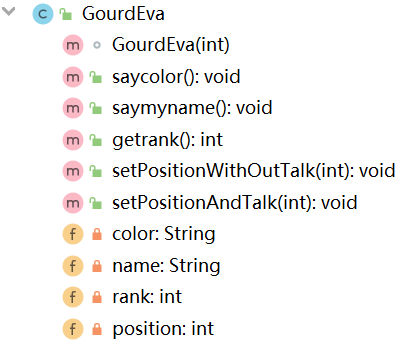 GourdEva
GourdEva(int)
saycolor(): void
saymyname(): void
getrank(): int
setPositionWithOutTalk(int): void
setPositionAndTalk(int): void
color: String
name: String
rank: int
position: int